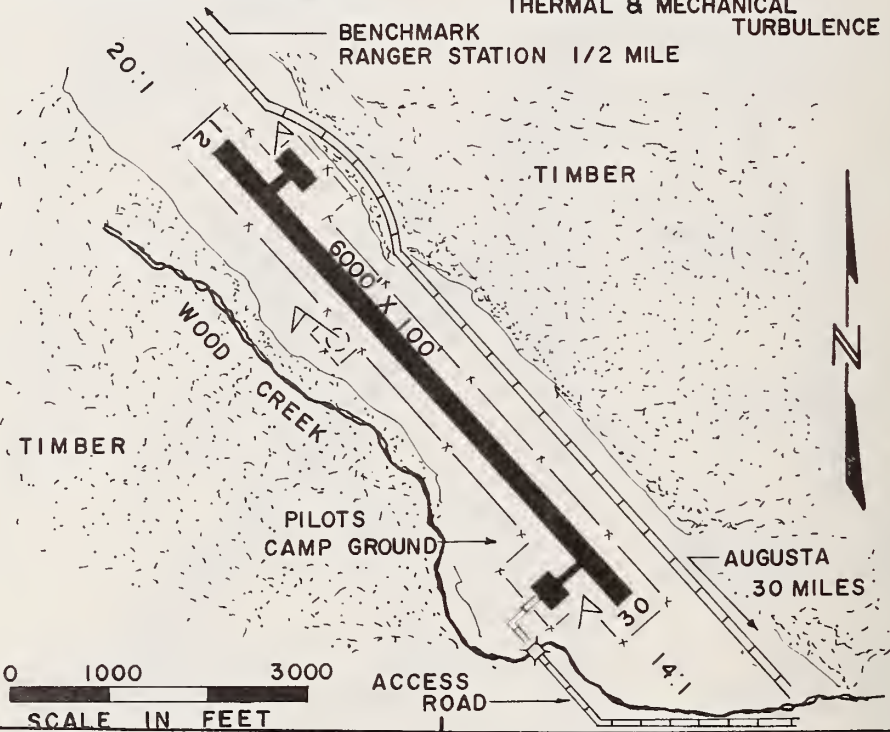 THERMAL & MECHANICAL
TURBULENCE
BENCHMARK
RANGER STATION 1/2 MILE
20:1
12
TIMBER
6000' X 100'
WOOD
CREEK
N
TIMBER
PILOTS
CAMP GROUND
AUGUSTA
30 MILES
30
14:1
0 1000 3000
SCALE IN FEET
ACCESS
ROAD